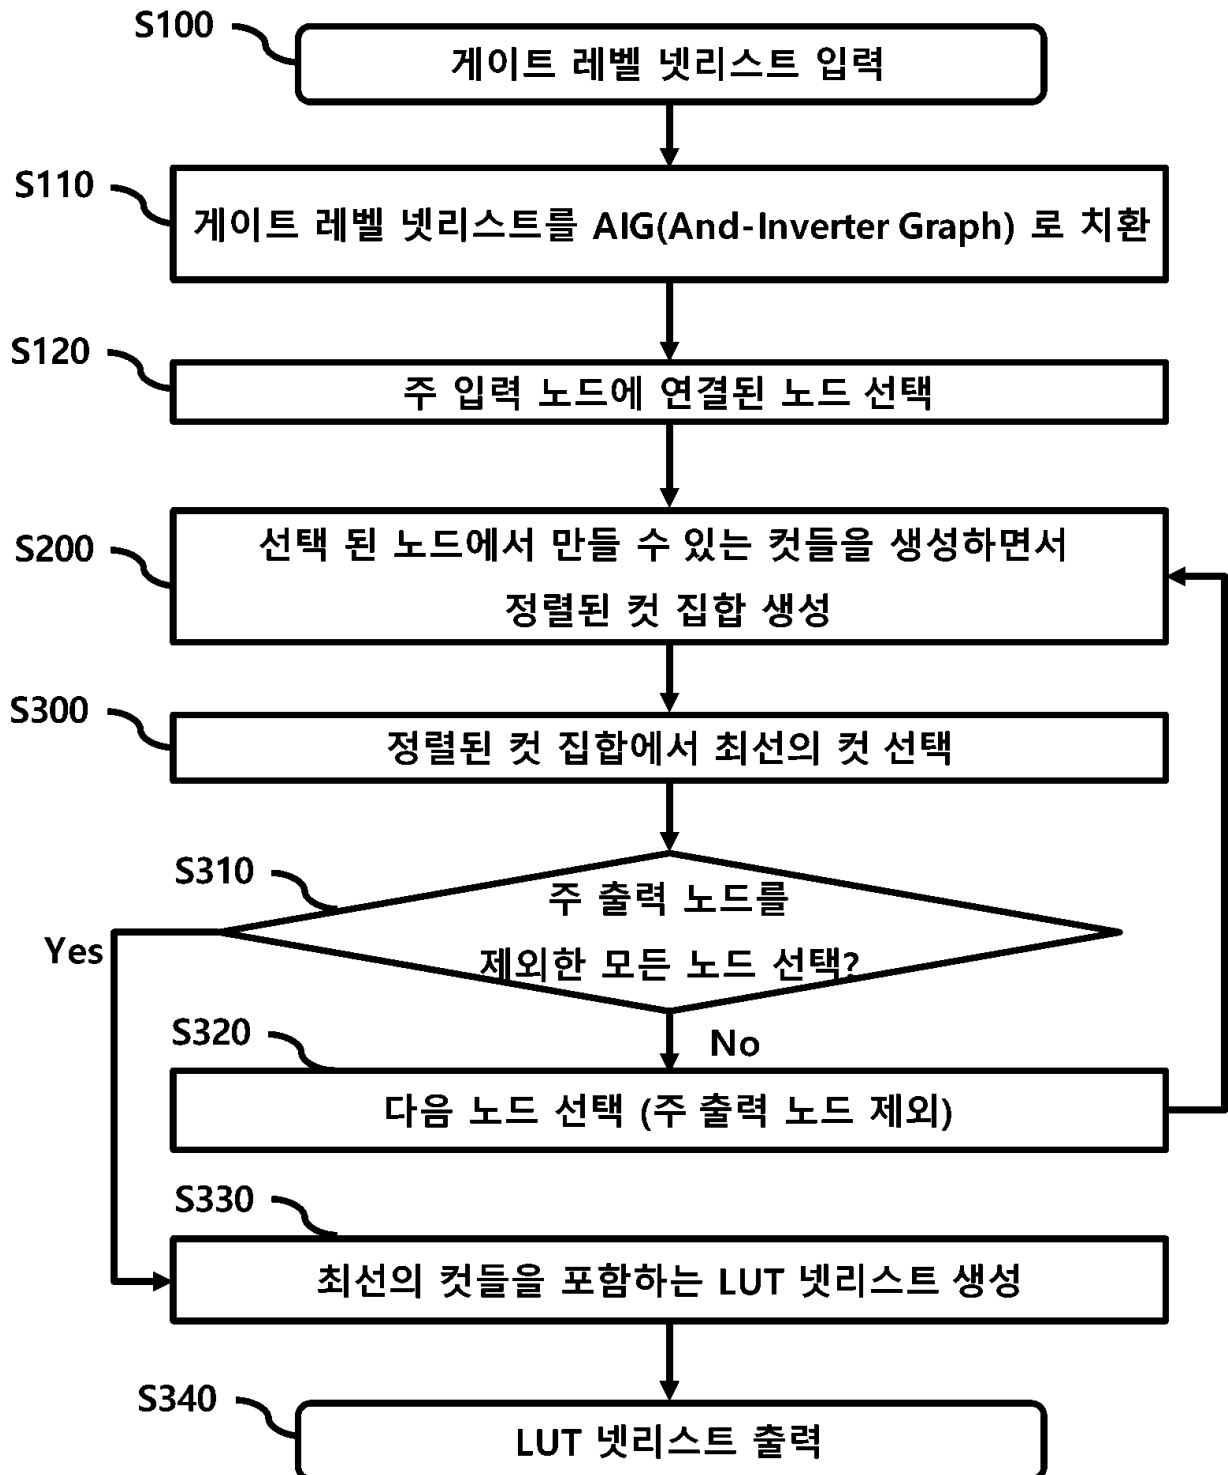 S100
게이트 레벨 넷리스트 입력
S110
게이트 레벨 넷리스트를 AIG(And-Inverter Graph) 로 치환
S120
주 입력 노드에 연결된 노드 선택
S200
선택 된 노드에서 만들 수 있는 컷들을 생성하면서
정렬된 컷 집합 생성
S300
정렬된 컷 집합에서 최선의 컷 선택
S310
주 출력 노드를
제외한 모든 노드 선택?
Yes
No
S320
다음 노드 선택 (주 출력 노드 제외)
S330
최선의 컷들을 포함하는 LUT 넷리스트 생성
S340
LUT 넷리스트 출력